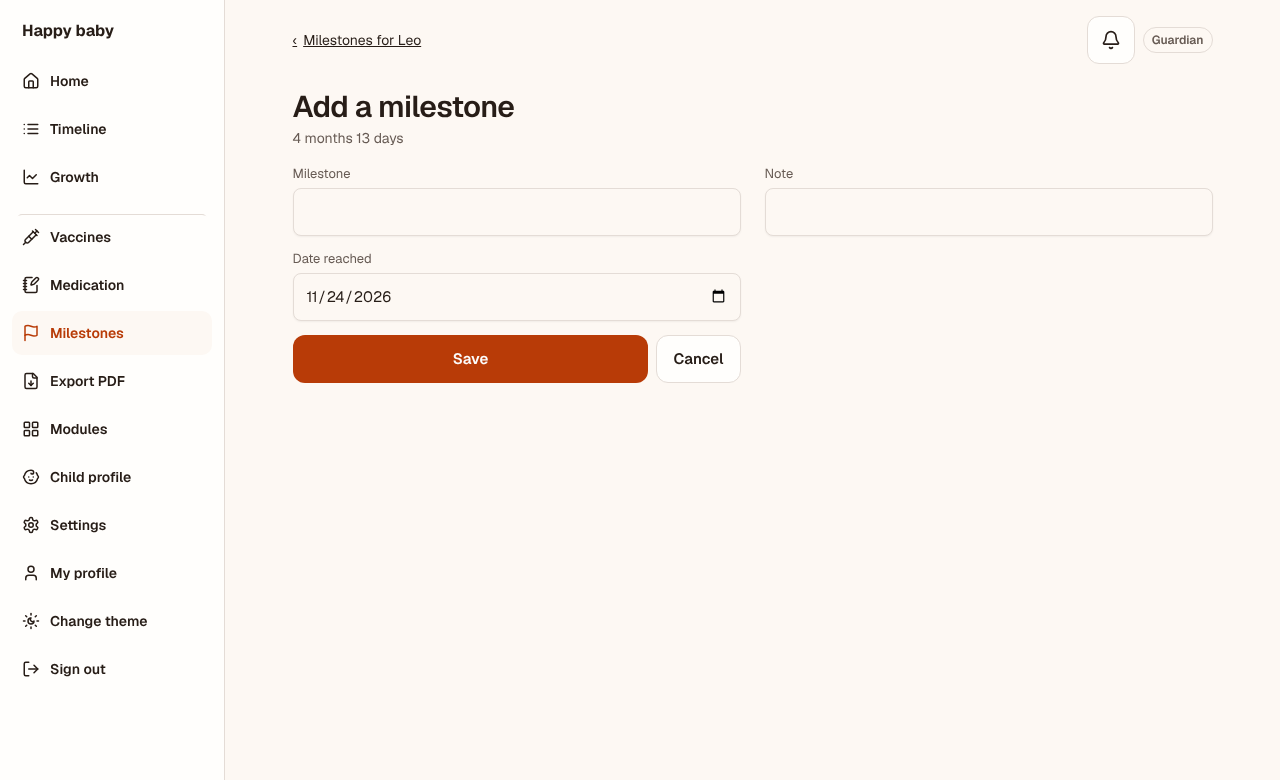 Happy baby
Home
Timeline
Growth
Vaccines
Medication
Milestones
Export PDF
Modules
Child profile
Settings
My profile
Change theme
Sign out
‹ Milestones for Leo
Guardian
Add a milestone
4 months 13 days
Milestone
Note
Date reached
11/24/2026
Save
Cancel